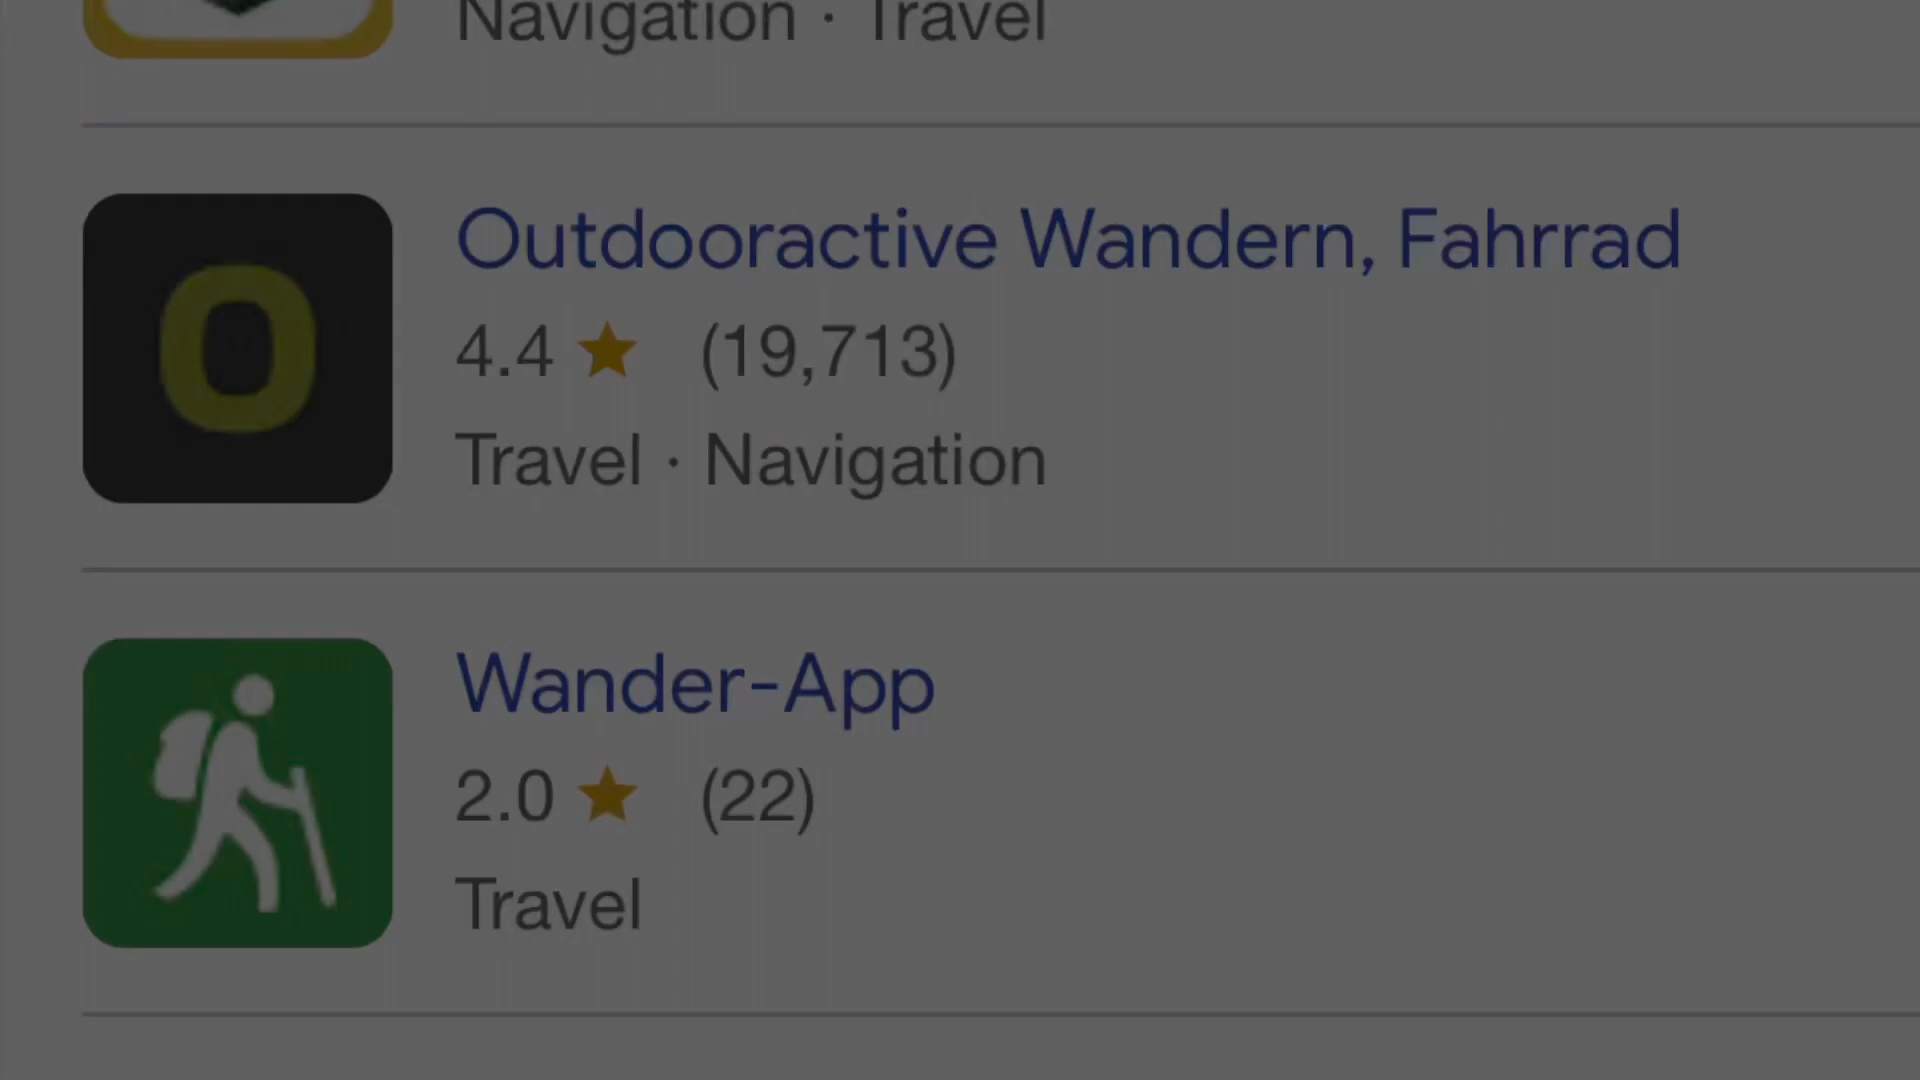 Navigation · Travel
Outdooractive Wandern, Fahrrad
4.4 ★ (19,713)
Travel · Navigation
Wander-App
2.0 ★ (22)
Travel